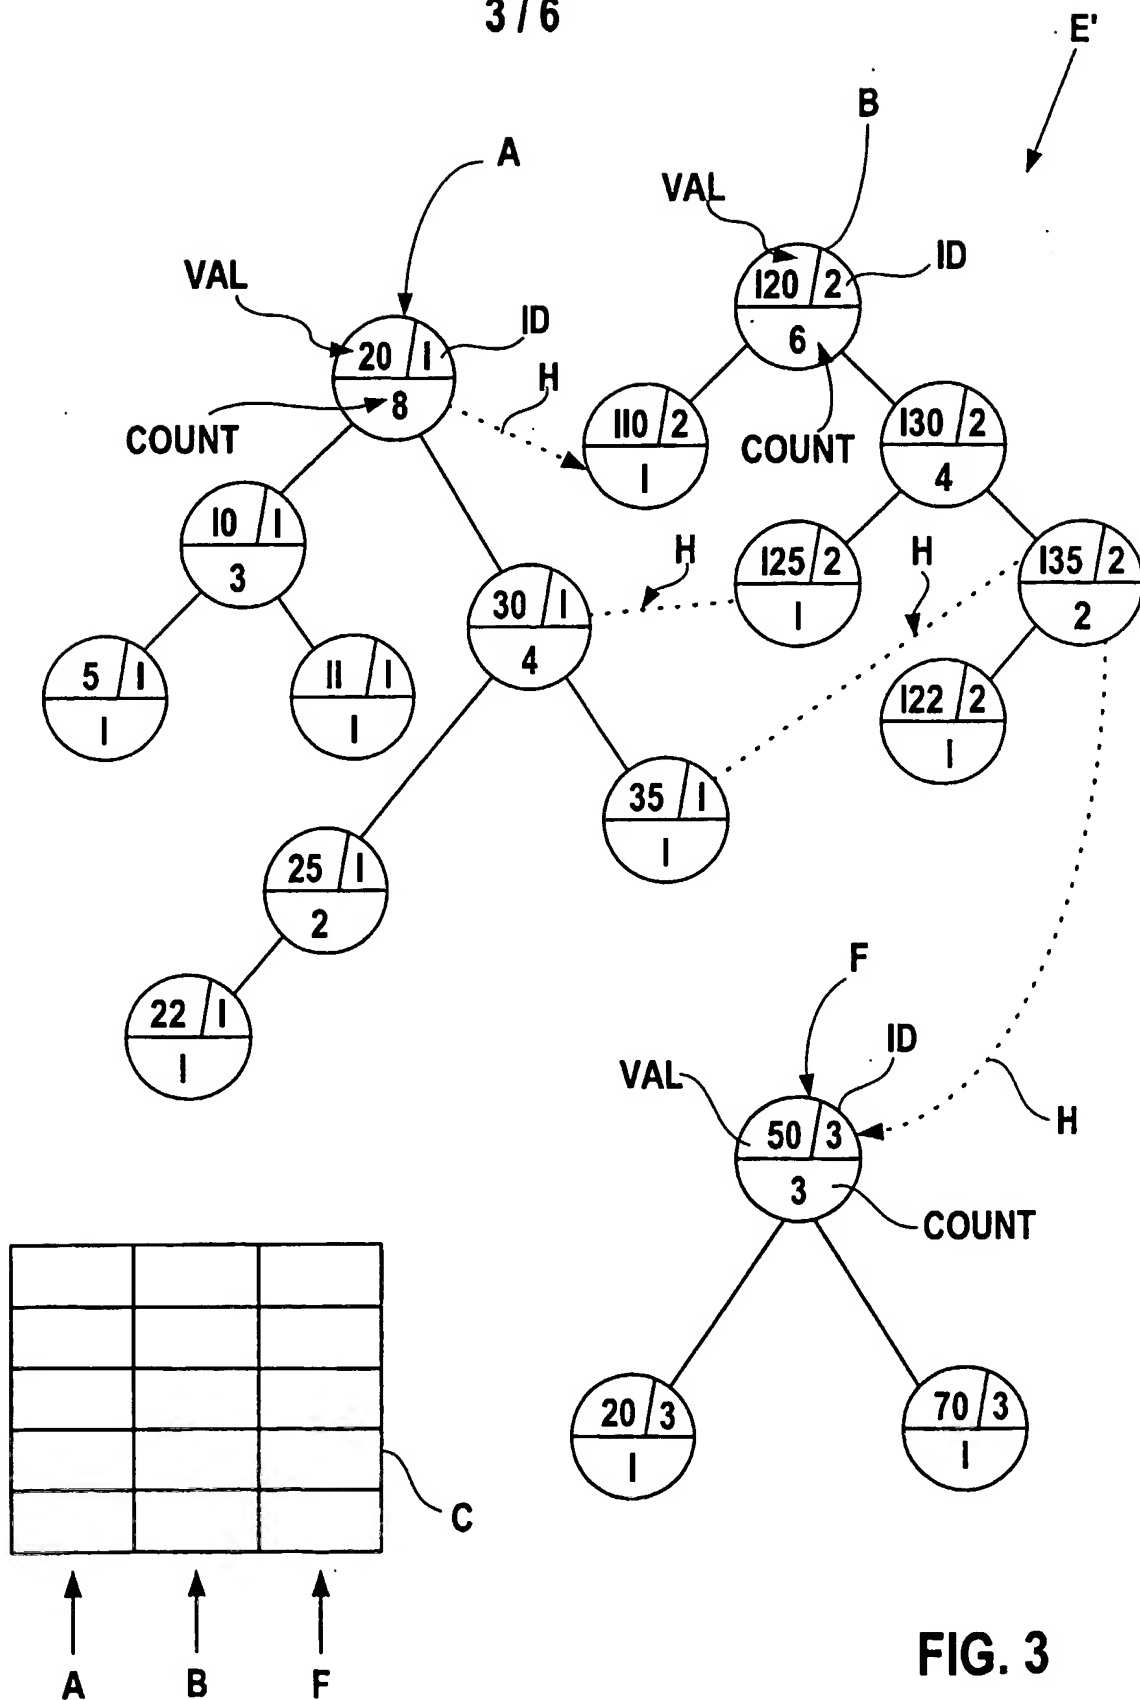 3 / 6
E'
B
A
VAL
120 / 2
ID
6
VAL
20 / 1
ID
8
H
COUNT
110 / 2
1
COUNT
130 / 2
4
10 / 1
3
H
125 / 2
1
H
135 / 2
2
30 / 1
4
5 / 1
1
11 / 1
1
122 / 2
1
35 / 1
1
25 / 1
2
22 / 1
1
F
ID
VAL
50 / 3
3
H
COUNT
20 / 3
1
70 / 3
1
C
A B F
FIG. 3